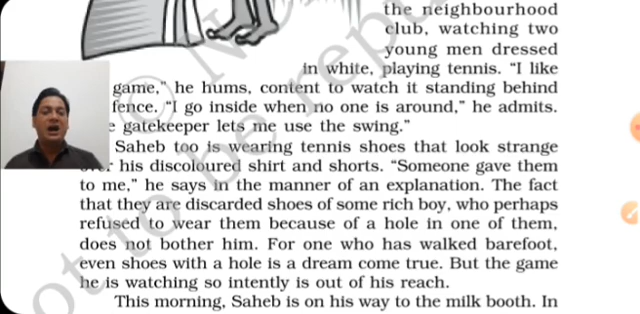 the neighbourhood
club, watching two
young men dressed
in white, playing tennis. “I like
game,” he hums, content to watch it standing behind
fence. “I go inside when no one is around,” he admits.
e gatekeeper lets me use the swing.”
Saheb too is wearing tennis shoes that look strange
his discoloured shirt and shorts. “Someone gave them
to me,” he says in the manner of an explanation. The fact
that they are discarded shoes of some rich boy, who perhaps
refused to wear them because of a hole in one of them,
does not bother him. For one who has walked barefoot,
even shoes with a hole is a dream come true. But the game
he is watching so intently is out of his reach.
This morning, Saheb is on his way to the milk booth. In